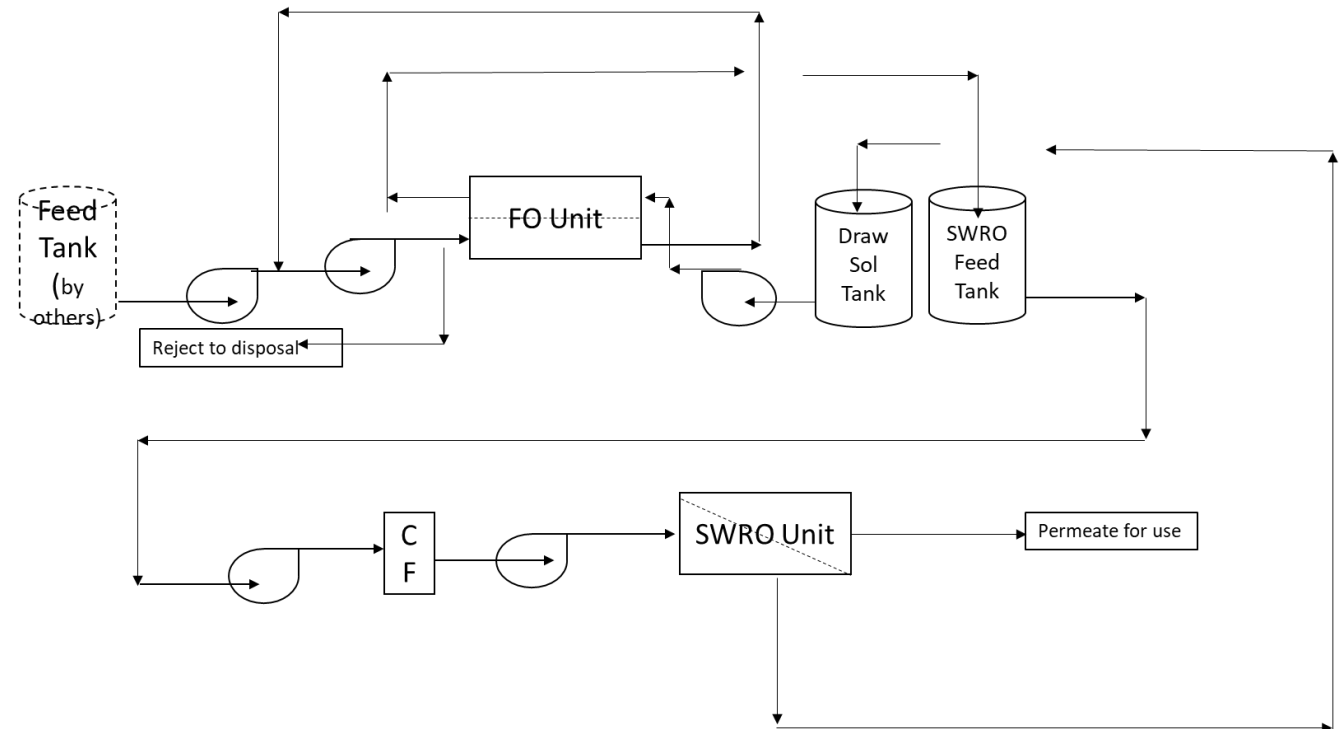 Feed
Tank
(by
others)
FO Unit
Draw
Sol
Tank
SWRO
Feed
Tank
Reject to disposal
C
F
SWRO Unit
Permeate for use